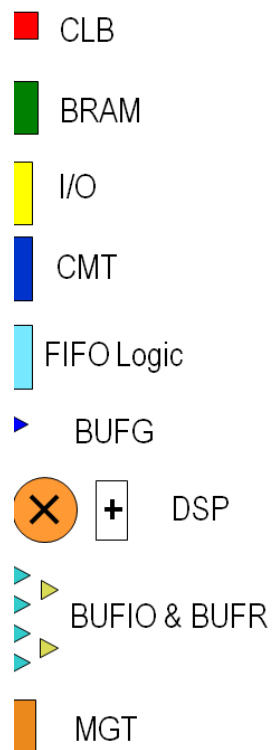 CLB
BRAM
I/O
CMT
FIFO Logic
BUFG
+ DSP
BUFIO & BUFR
MGT